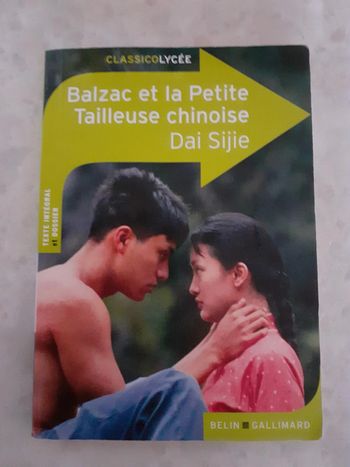 CLASSICOLYCÉE
Balzac et la Petite
Tailleuse chinoise
Dai Sijie
TEXTE INTÉGRAL
et DOSSIER
BELIN GALLIMARD